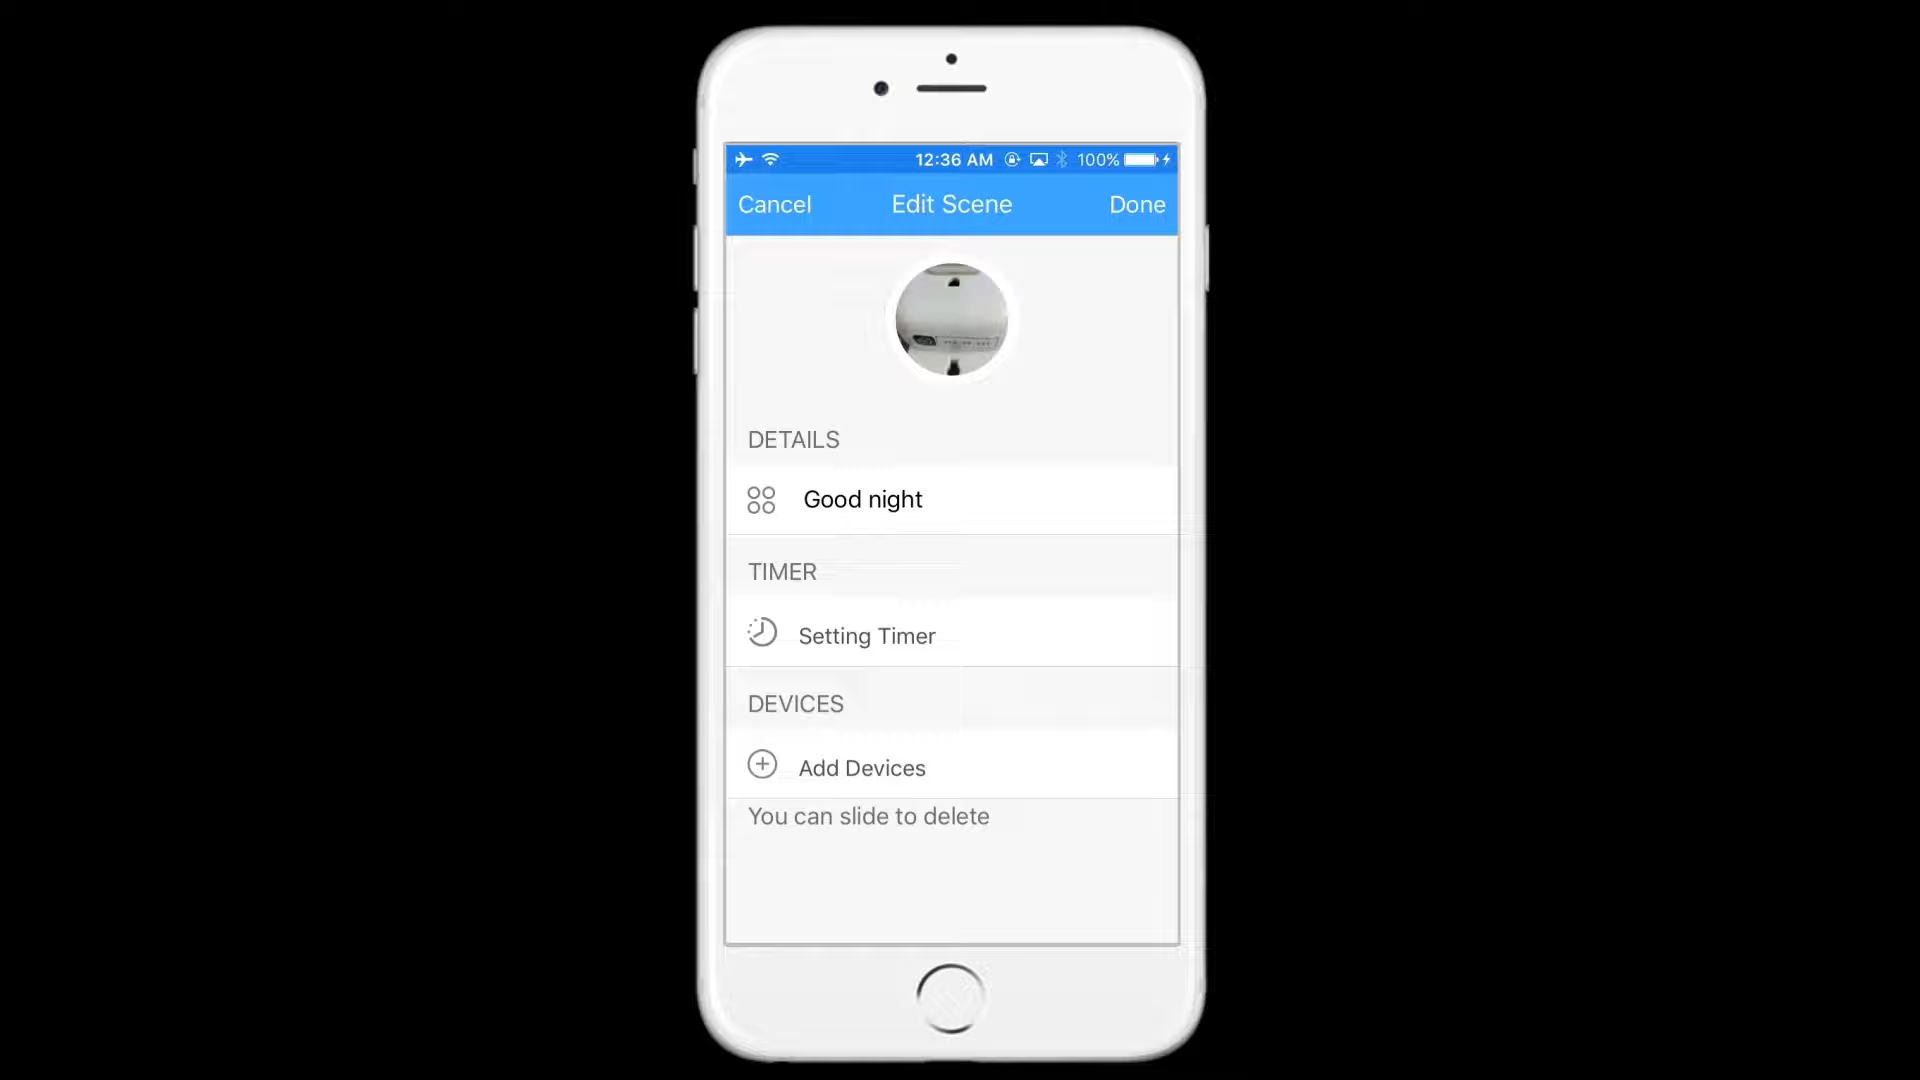 12:36 AM 100%
Cancel Edit Scene Done
DETAILS
Good night
TIMER
Setting Timer
DEVICES
Add Devices
You can slide to delete